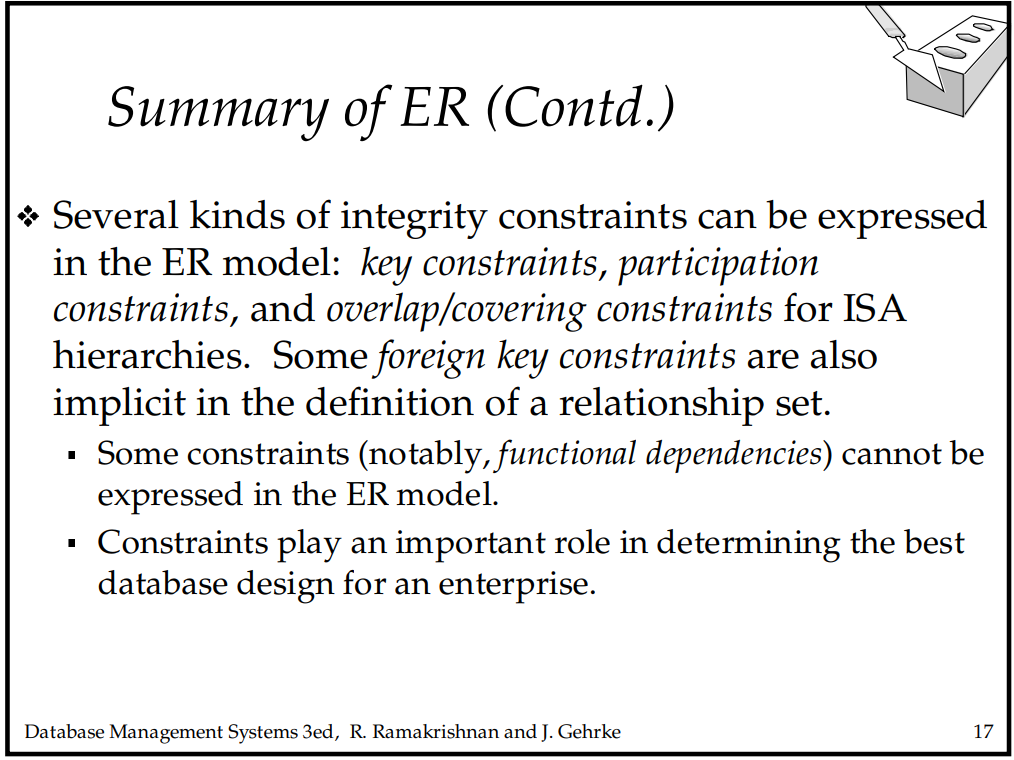 Summary of ER (Contd.)
❖ Several kinds of integrity constraints can be expressed
in the ER model:  key constraints, participation
constraints, and overlap/covering constraints for ISA
hierarchies.  Some foreign key constraints are also
implicit in the definition of a relationship set.
▪ Some constraints (notably, functional dependencies) cannot be
expressed in the ER model.
▪ Constraints play an important role in determining the best
database design for an enterprise.
Database Management Systems 3ed,  R. Ramakrishnan and J. Gehrke 17